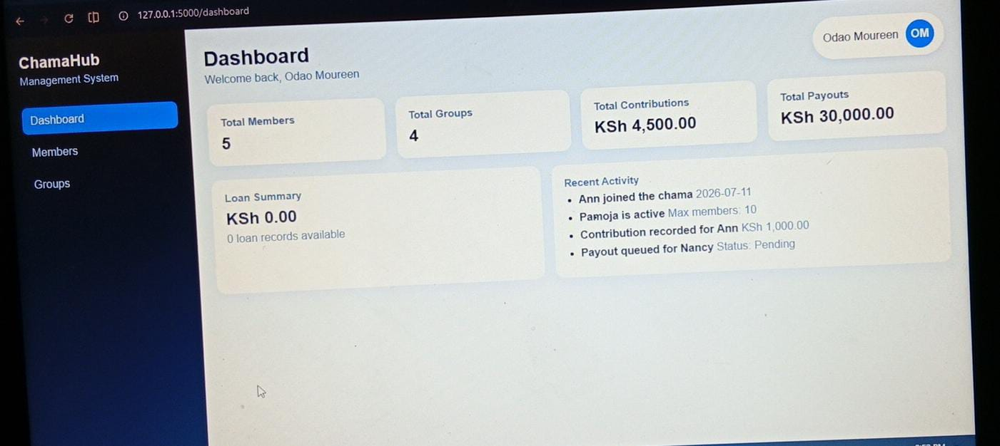 127.0.0.1:5000/dashboard
ChamaHub
Management System
Dashboard
Members
Groups
Dashboard
Welcome back, Odao Moureen
Odao Moureen
OM
Total Members
5
Total Groups
4
Total Contributions
KSh 4,500.00
Total Payouts
KSh 30,000.00
Loan Summary
KSh 0.00
0 loan records available
Recent Activity
• Ann joined the chama 2026-07-11
• Pamoja is active Max members: 10
• Contribution recorded for Ann KSh 1,000.00
• Payout queued for Nancy Status: Pending